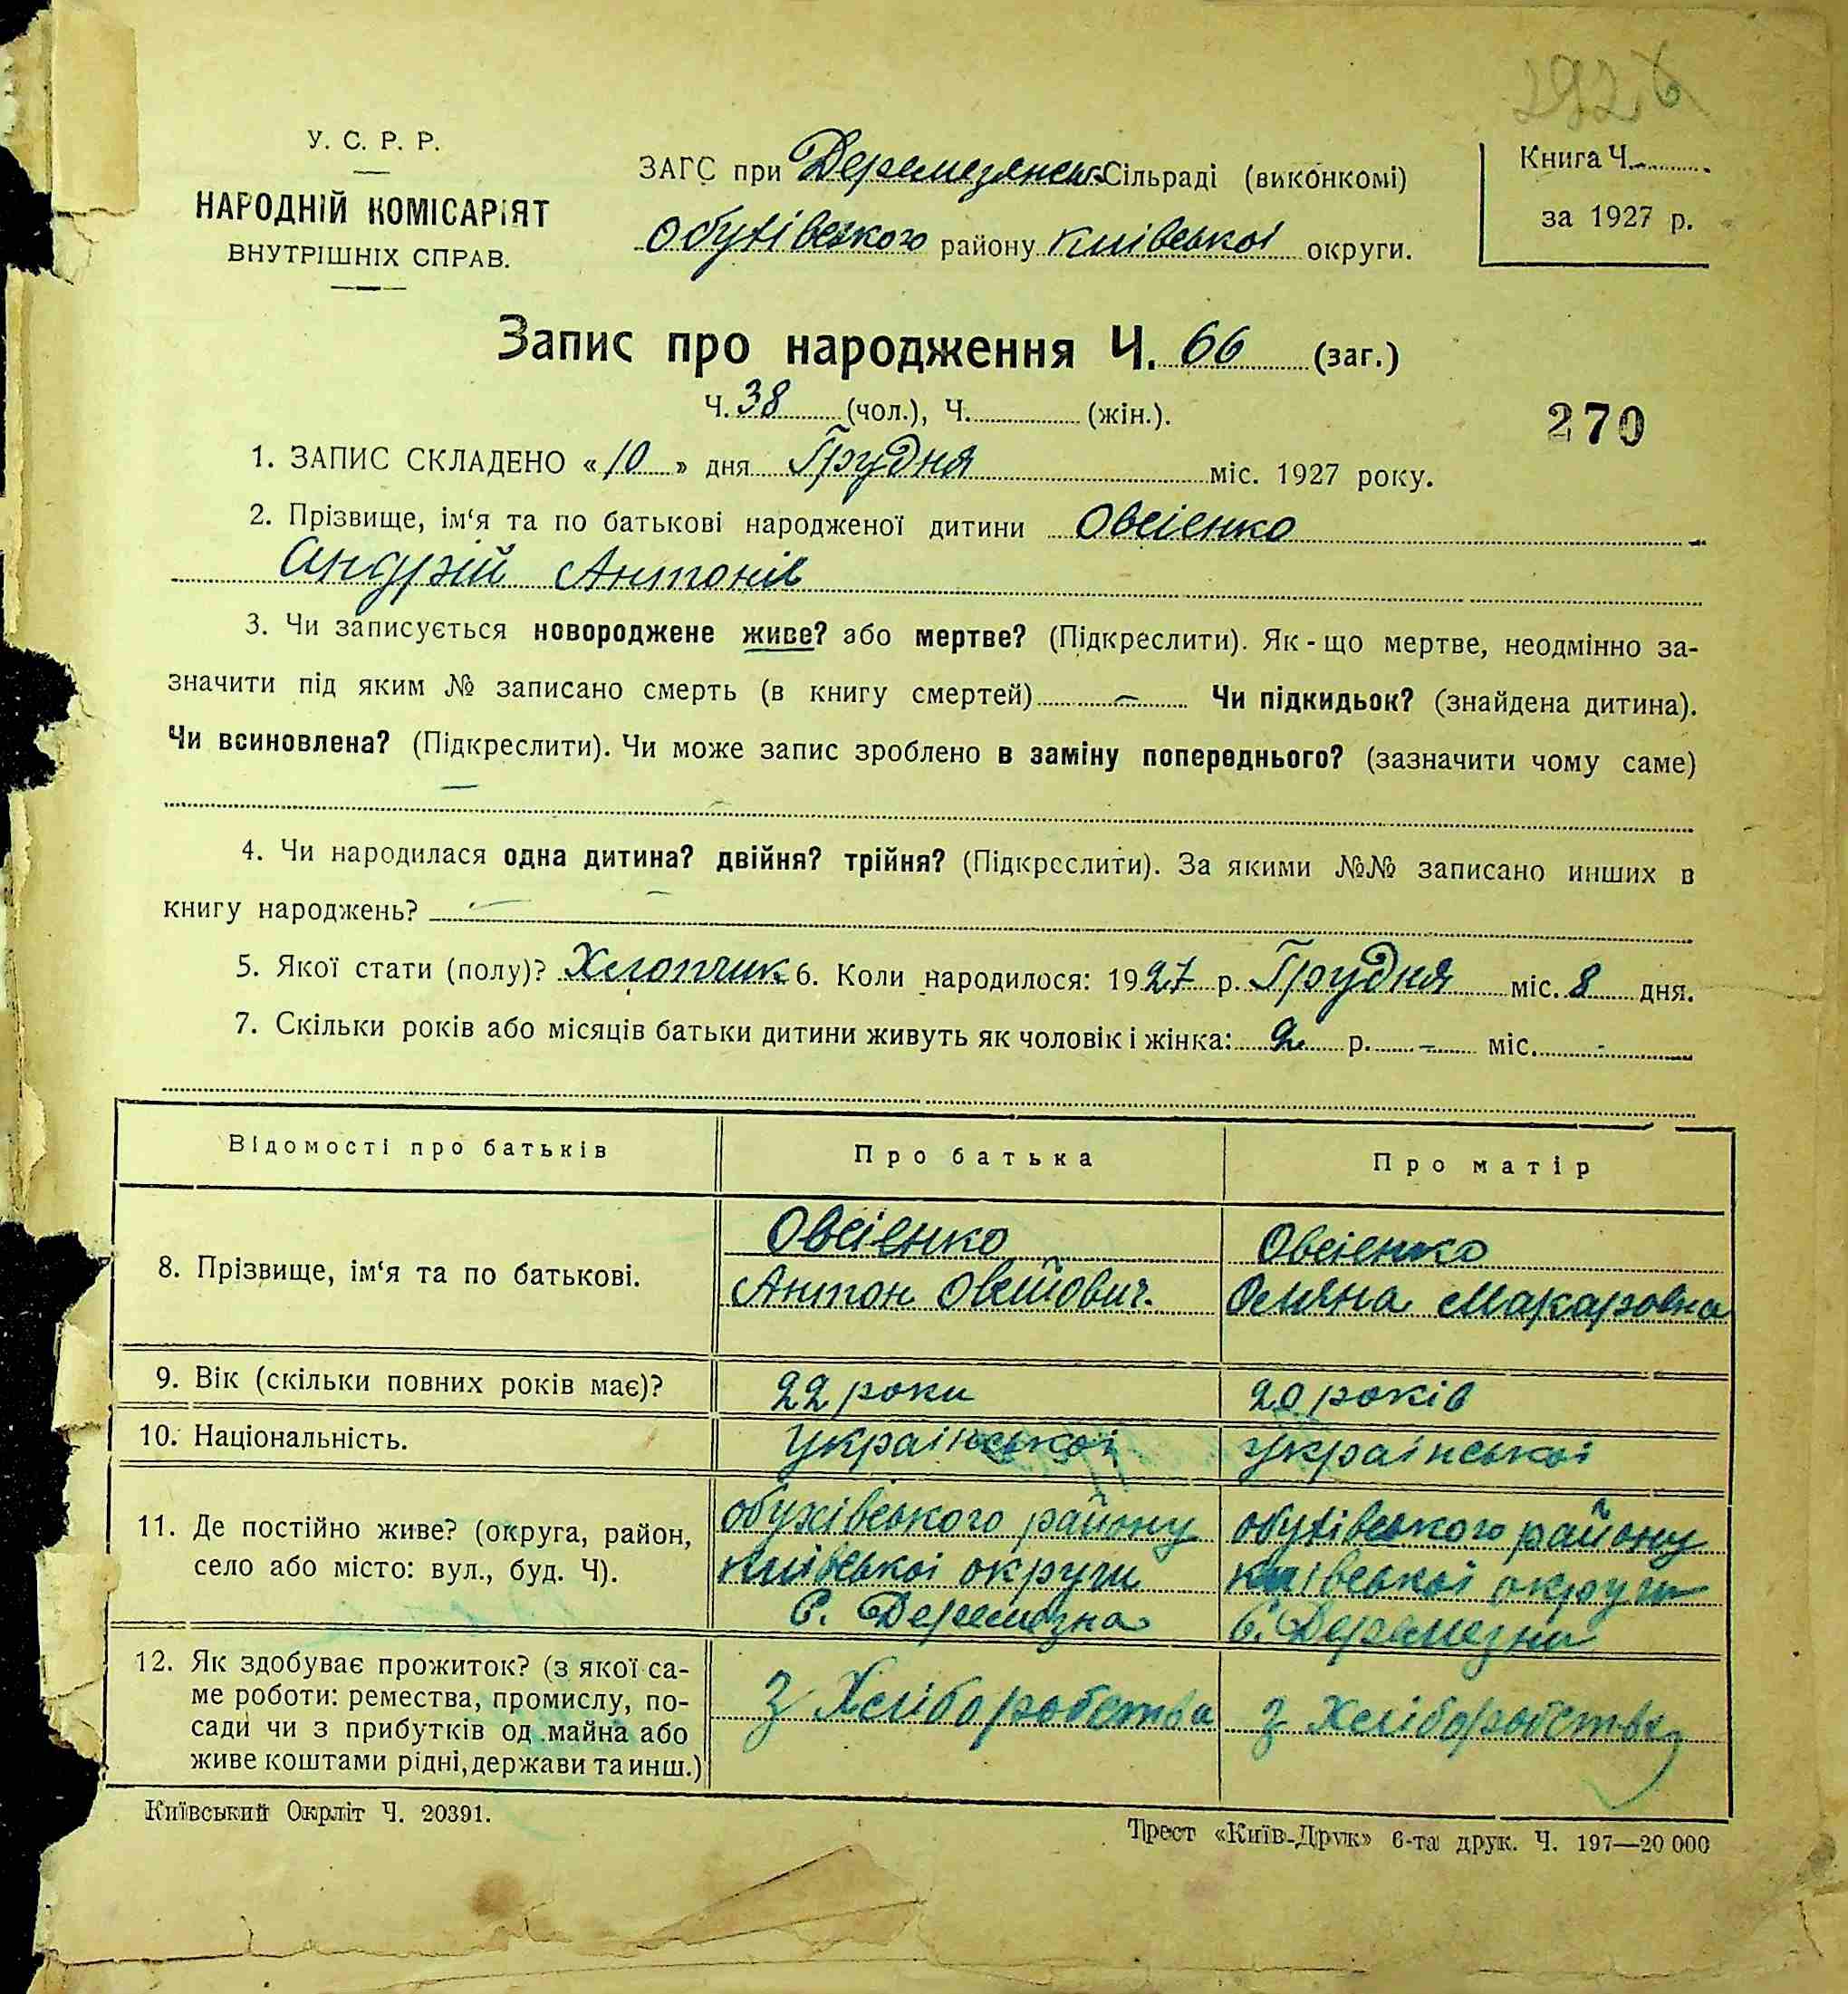 У. С. Р. Р.
НАРОДНІЙ КОМІСАРІЯТ
ВНУТРІШНІХ СПРАВ.
ЗАГС при Деремезянськ. Сільраді (виконкомі)
Обухівського району Київської округи.
Книга Ч.
за 1927 р.
Запис про народження Ч. 66 (заг.)
Ч. 38 (чол.), Ч. (жін.).
270
1. ЗАПИС СКЛАДЕНО «10» дня Грудня міс. 1927 року.
2. Прізвище, ім'я та по батькові народженої дитини Овсіенко
Андрій Антонів
3. Чи записується новороджене живе? або мертве? (Підкреслити). Як-що мертве, неодмінно за-
значити під яким № записано смерть (в книгу смертей) — Чи підкидьок? (знайдена дитина).
Чи всиновлена? (Підкреслити). Чи може запис зроблено в заміну попереднього? (зазначити чому саме)
4. Чи народилася одна дитина? двійня? трійня? (Підкреслити). За якими №№ записано инших в
книгу народжень? —
5. Якої стати (полу)? Хлопчик 6. Коли народилося: 1927 р. Грудня міс. 8 дня.
7. Скільки років або місяців батьки дитини живуть як чоловік і жінка: 2 р. - міс. -
Відомості про батьків Про батька Про матір
8. Прізвище, ім'я та по батькові.
Овсіенко
Антон
Овсіенко
Макаровна
9. Вік (скільки повних років має)? 22 роки 20 років
10. Національність. Української Української
11. Де постійно живе? (округа, район,
село або місто: вул., буд. Ч).
обухівського району
київської округи
С. Деремезна
обухівського району
київської округи
С. Деремезна
12. Як здобуває прожиток? (з якої са-
ме роботи: ремества, промислу, по-
сади чи з прибутків од майна або
живе коштами рідні, держави та инш.)
З Хліборобства
З Хліборобства
Київський Окрліт Ч. 20391.
Трест «Київ-Друк» 6-та друк. Ч. 197—20 000